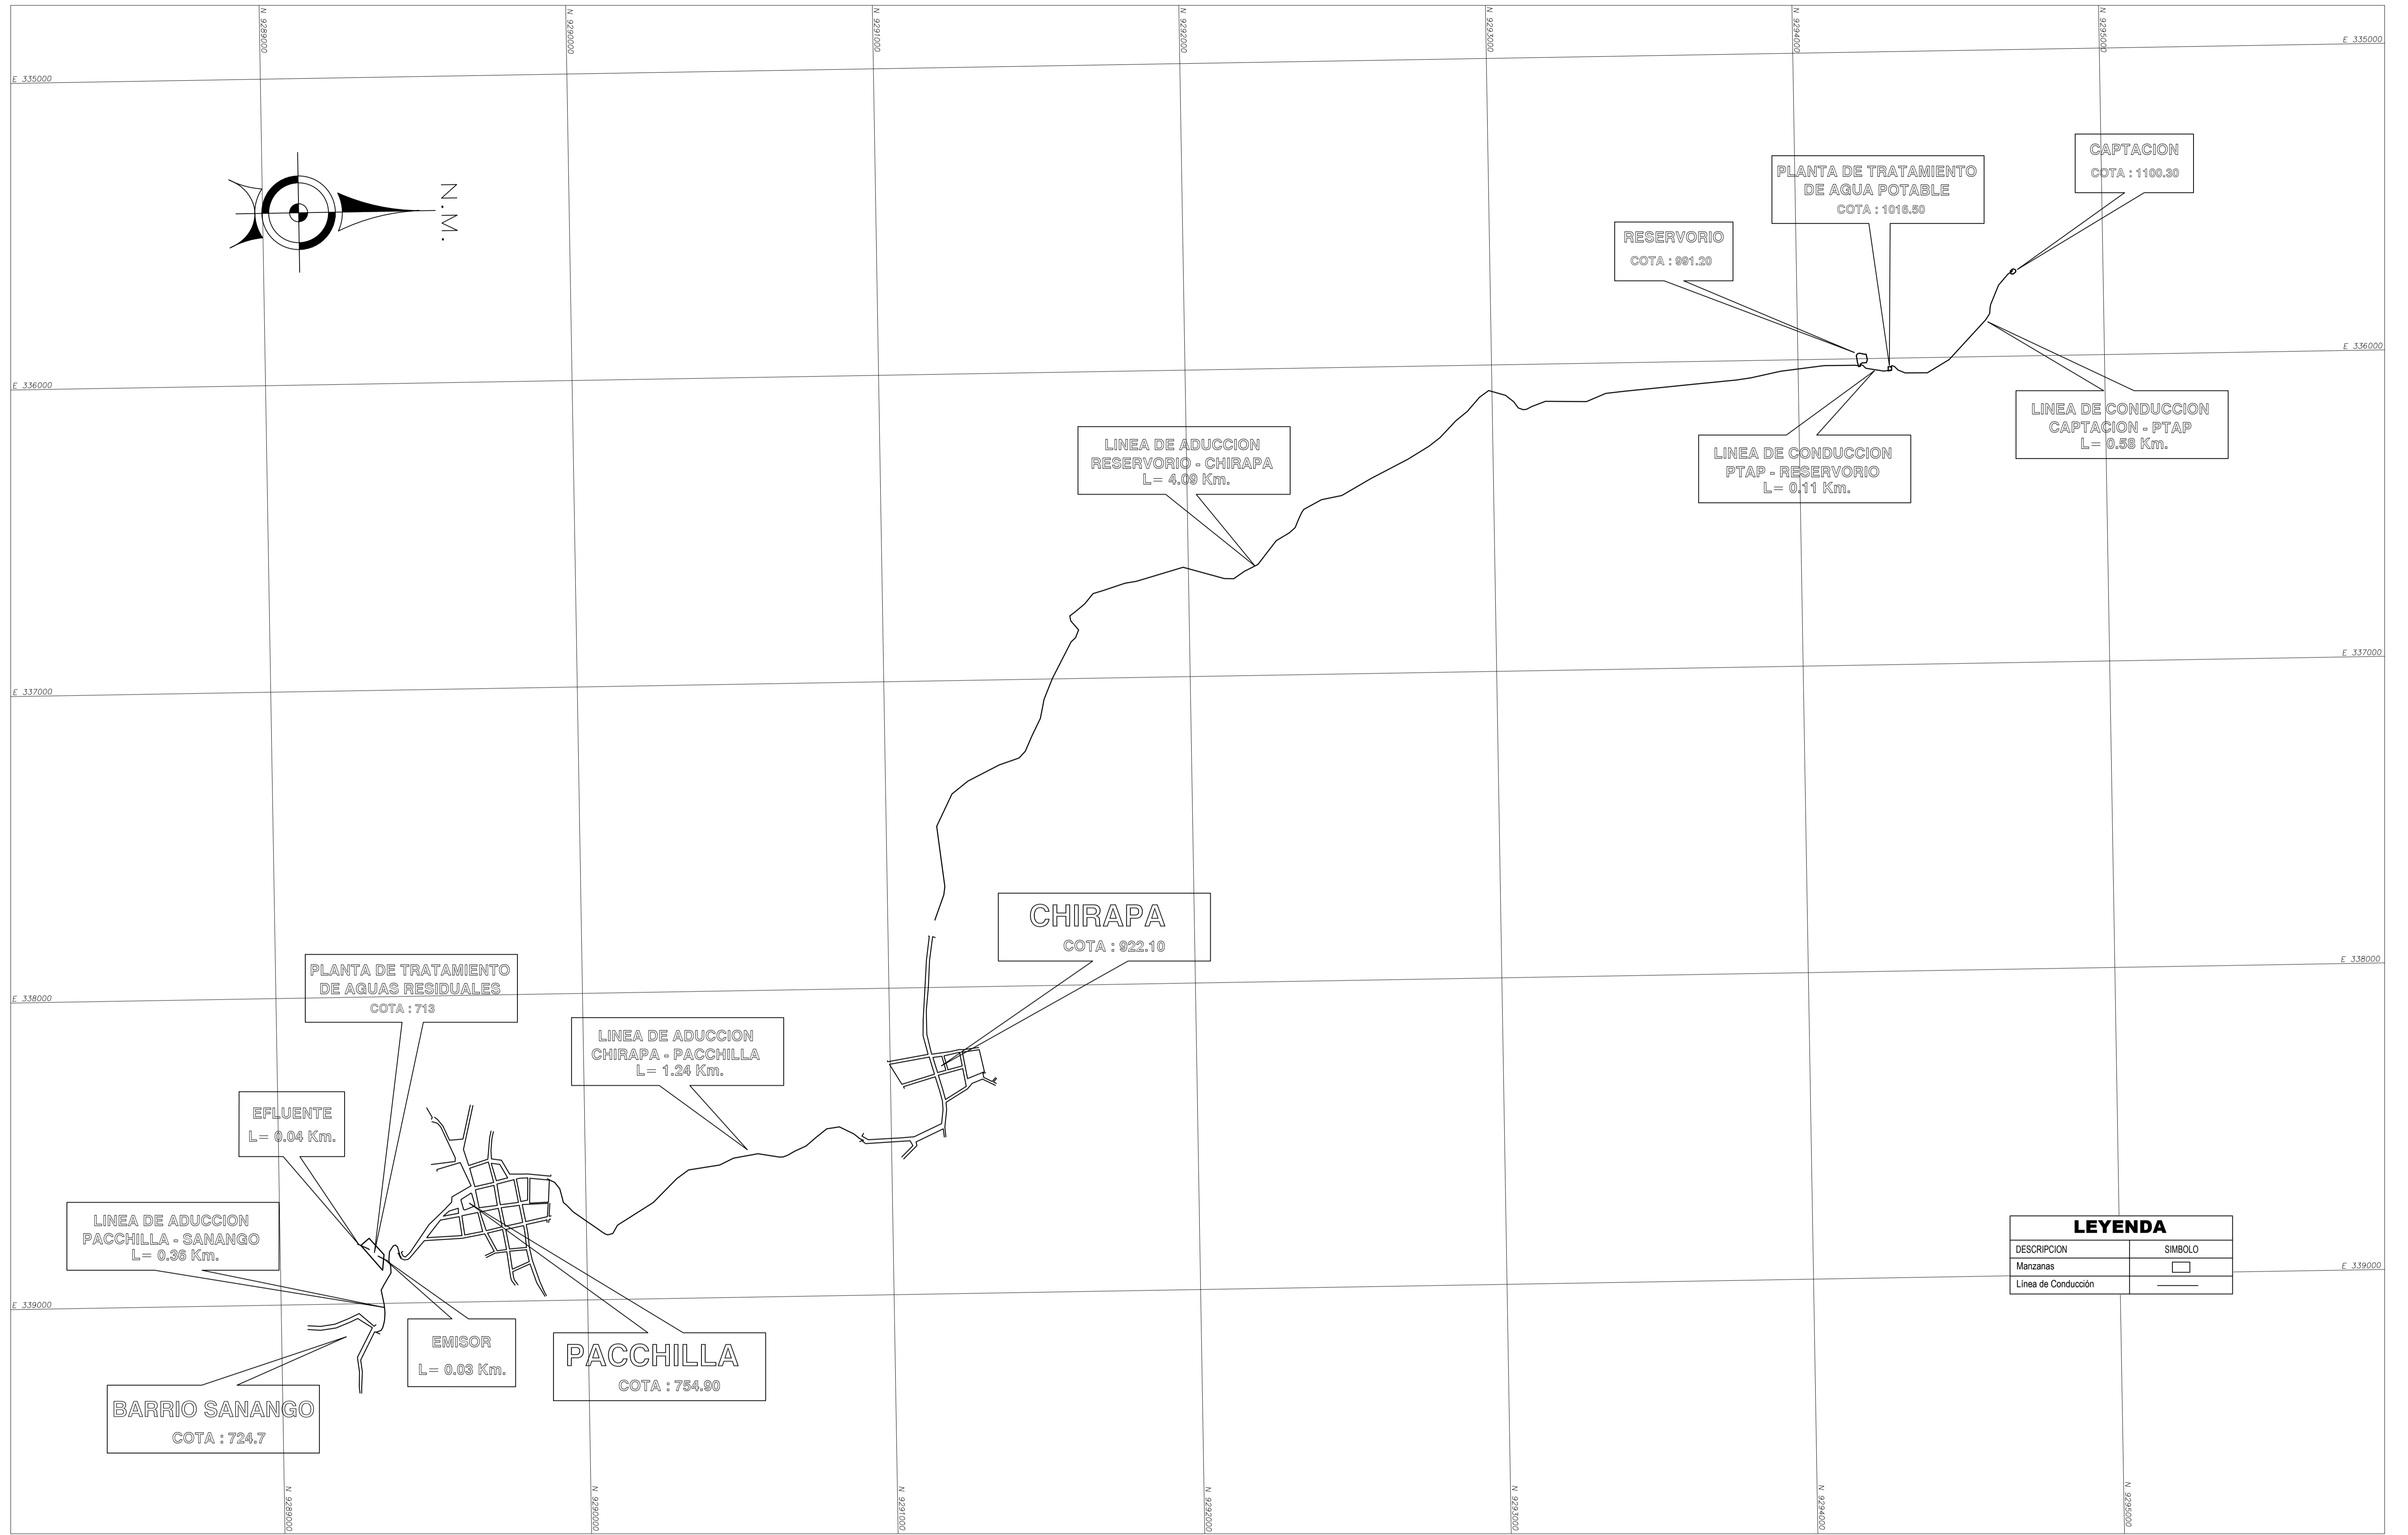 N 9289000
N 9290000
N 9291000
N 9292000
N 9293000
N 9294000
N 9295000
E 335000
E 335000
N.M.
CAPTACION
COTA : 1100.30
PLANTA DE TRATAMIENTO
DE AGUA POTABLE
COTA : 1016.50
RESERVORIO
COTA : 991.20
E 336000
E 336000
LINEA DE CONDUCCION
CAPTACION - PTAP
L= 0.58 Km.
LINEA DE ADUCCION
RESERVORIO - CHIRAPA
L= 4.09 Km.
LINEA DE CONDUCCION
PTAP - RESERVORIO
L= 0.11 Km.
E 337000
E 337000
CHIRAPA
COTA : 922.10
E 338000
E 338000
PLANTA DE TRATAMIENTO
DE AGUAS RESIDUALES
COTA : 713
LINEA DE ADUCCION
CHIRAPA - PACCHILLA
L= 1.24 Km.
EFLUENTE
L= 0.04 Km.
LINEA DE ADUCCION
PACCHILLA - SANANGO
L= 0.36 Km.
LEYENDA
DESCRIPCION SIMBOLO
Manzanas
Línea de Conducción
E 339000
E 339000
EMISOR
L= 0.03 Km.
PACCHILLA
COTA : 754.90
BARRIO SANANGO
COTA : 724.7
N 9289000
N 9290000
N 9291000
N 9292000
N 9293000
N 9294000
N 9295000